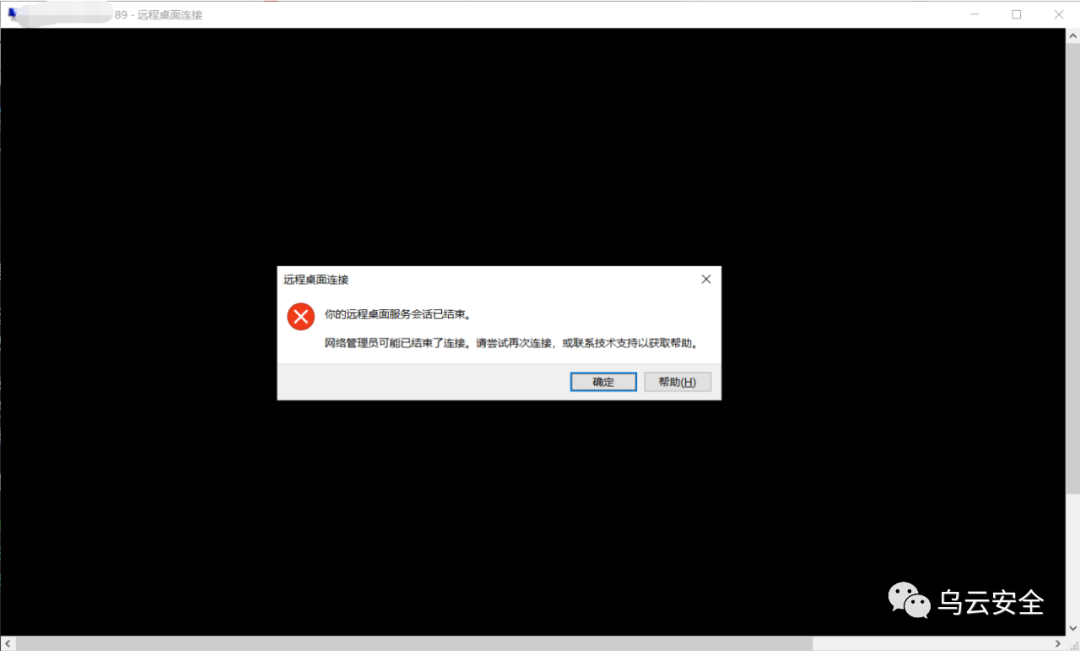 89 - 远程桌面连接
远程桌面连接
你的远程桌面服务会话已结束。
网络管理员可能已结束了连接。请尝试再次连接，或联系技术支持以获取帮助。
确定
帮助(H)
乌云安全